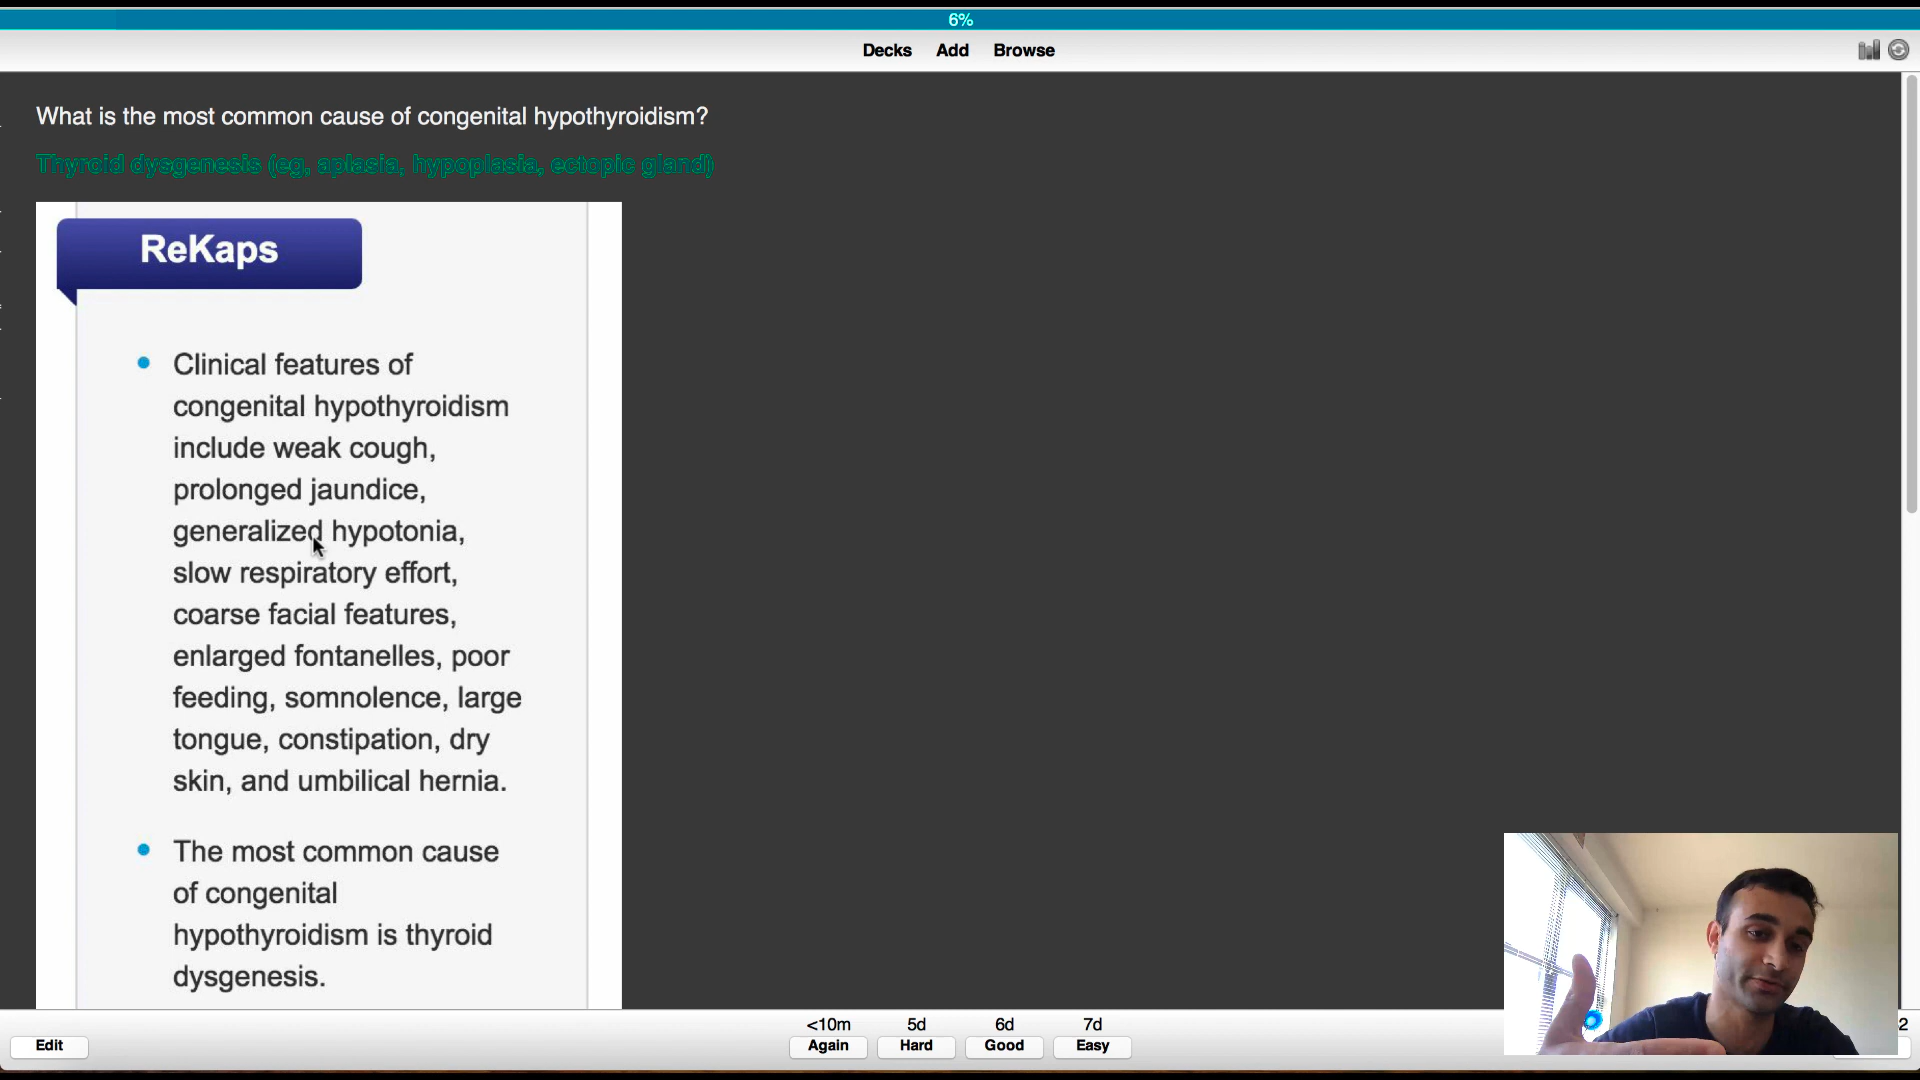 6%
Decks Add Browse
What is the most common cause of congenital hypothyroidism?
Thyroid dysgenesis (eg, aplasia, hypoplasia, ectopic gland)
ReKaps
• Clinical features of
congenital hypothyroidism
include weak cough,
prolonged jaundice,
generalized hypotonia,
slow respiratory effort,
coarse facial features,
enlarged fontanelles, poor
feeding, somnolence, large
tongue, constipation, dry
skin, and umbilical hernia.
• The most common cause
of congenital
hypothyroidism is thyroid
dysgenesis.
<10m 5d 6d 7d
Edit Again Hard Good Easy
2